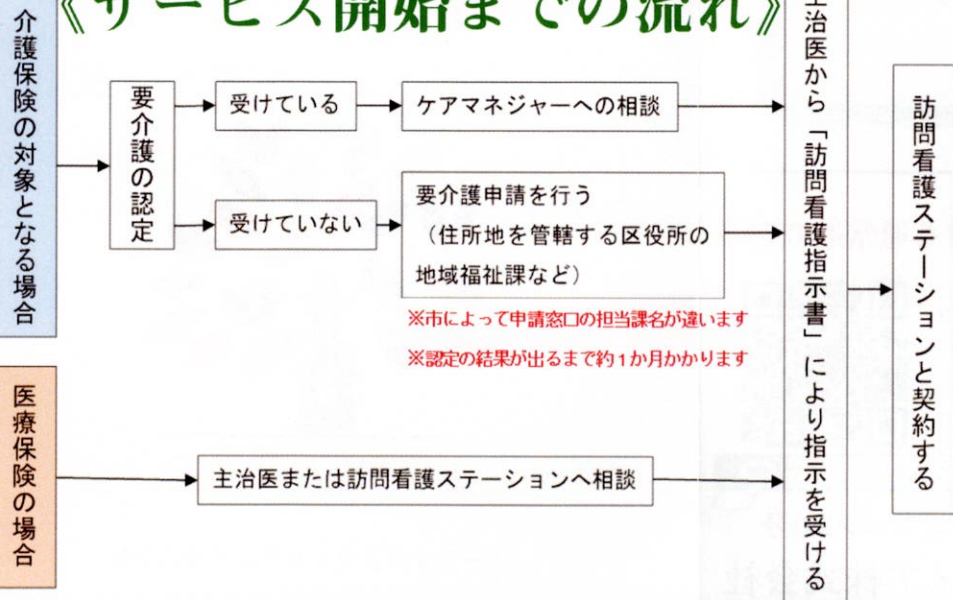 《サービス開始までの流れ》
介護保険の対象となる場合
要介護の認定
受けている
ケアマネジャーへの相談
受けていない
要介護申請を行う
（住所地を管轄する区役所の
地域福祉課など）
※市によって申請窓口の担当課名が違います
※認定の結果が出るまで約１か月かかります
医療保険の場合
主治医または訪問看護ステーションへ相談
主治医から「訪問看護指示書」により指示を受ける
訪問看護ステーションと契約する